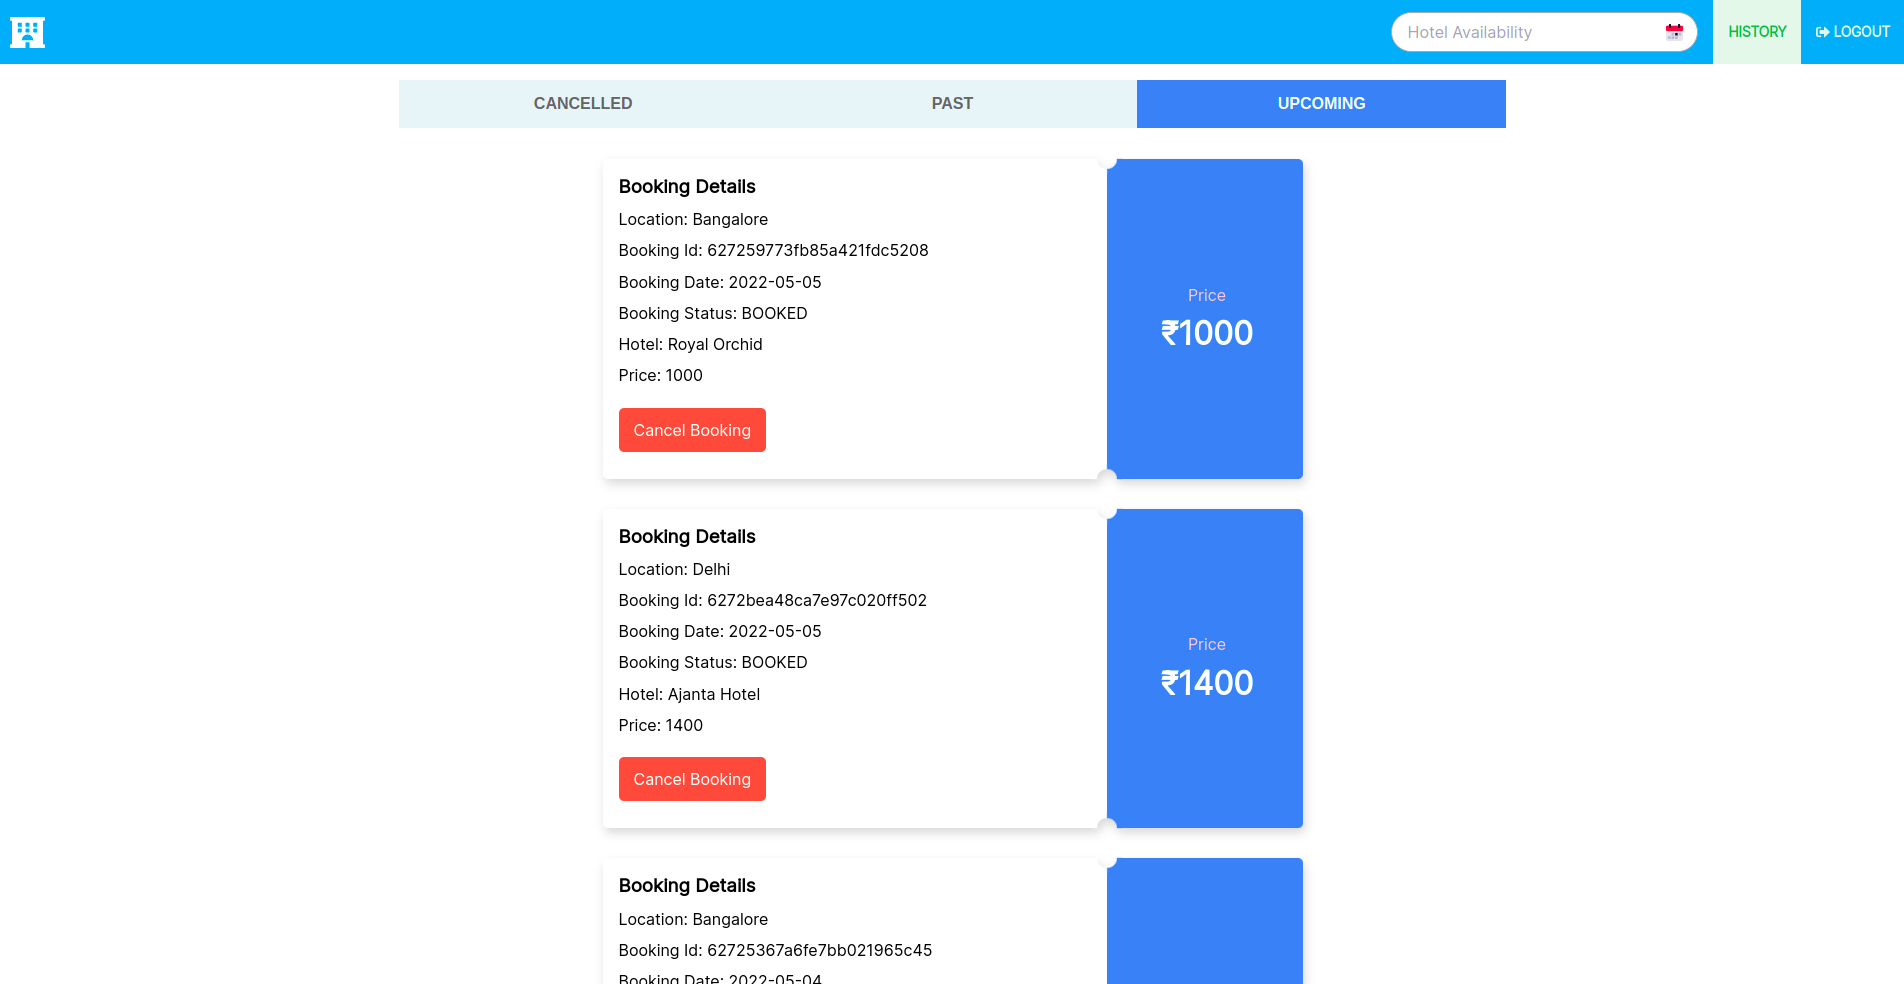 Hotel Availability
HISTORY
LOGOUT
CANCELLED
PAST
UPCOMING
Booking Details
Location: Bangalore
Booking Id: 627259773fb85a421fdc5208
Booking Date: 2022-05-05
Booking Status: BOOKED
Hotel: Royal Orchid
Price: 1000
Cancel Booking
Price
₹1000
Booking Details
Location: Delhi
Booking Id: 6272bea48ca7e97c020ff502
Booking Date: 2022-05-05
Booking Status: BOOKED
Hotel: Ajanta Hotel
Price: 1400
Cancel Booking
Price
₹1400
Booking Details
Location: Bangalore
Booking Id: 62725367a6fe7bb021965c45
Booking Date: 2022-05-04